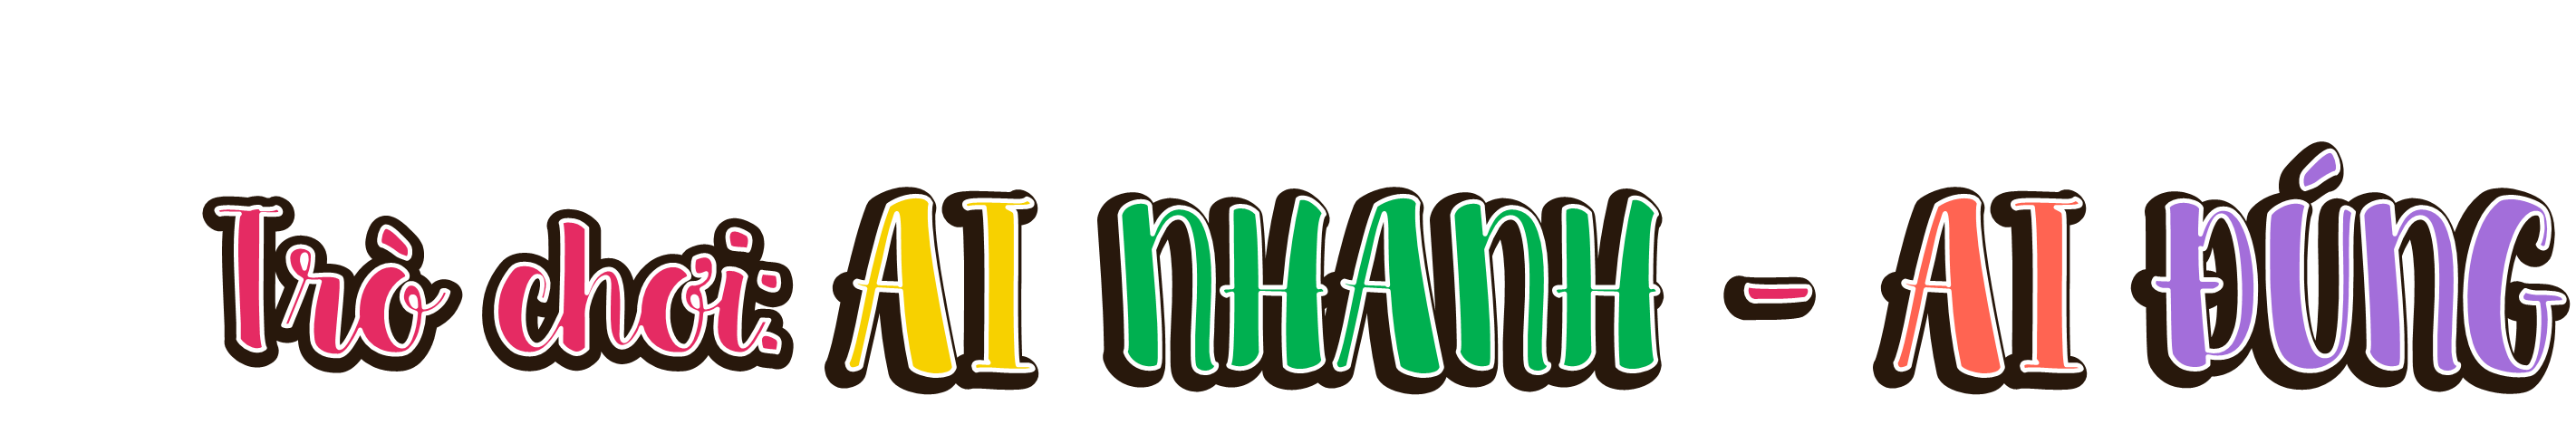 Trò chơi: AI NHANH - AI ĐÚNG